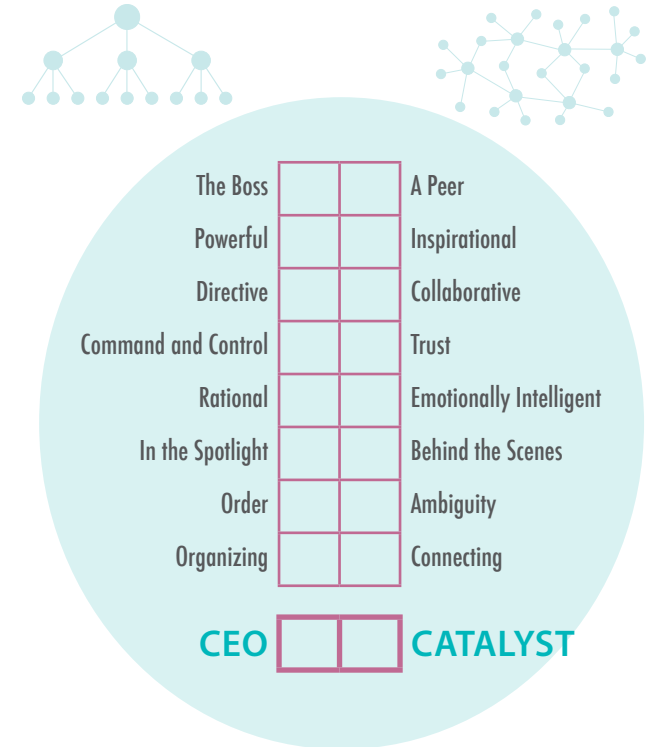 The Boss A Peer
Powerful Inspirational
Directive Collaborative
Command and Control Trust
Rational Emotionally Intelligent
In the Spotlight Behind the Scenes
Order Ambiguity
Organizing Connecting
CEO CATALYST